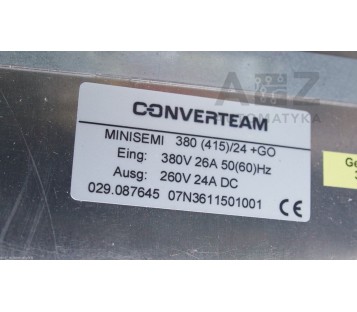 CONVERTEAM
MINISEMI 380 (415)/24 +GO
Eing: 380V 26A 50(60)Hz
Ausg: 260V 24A DC
029.087645 07N3611501001
CE
Ge